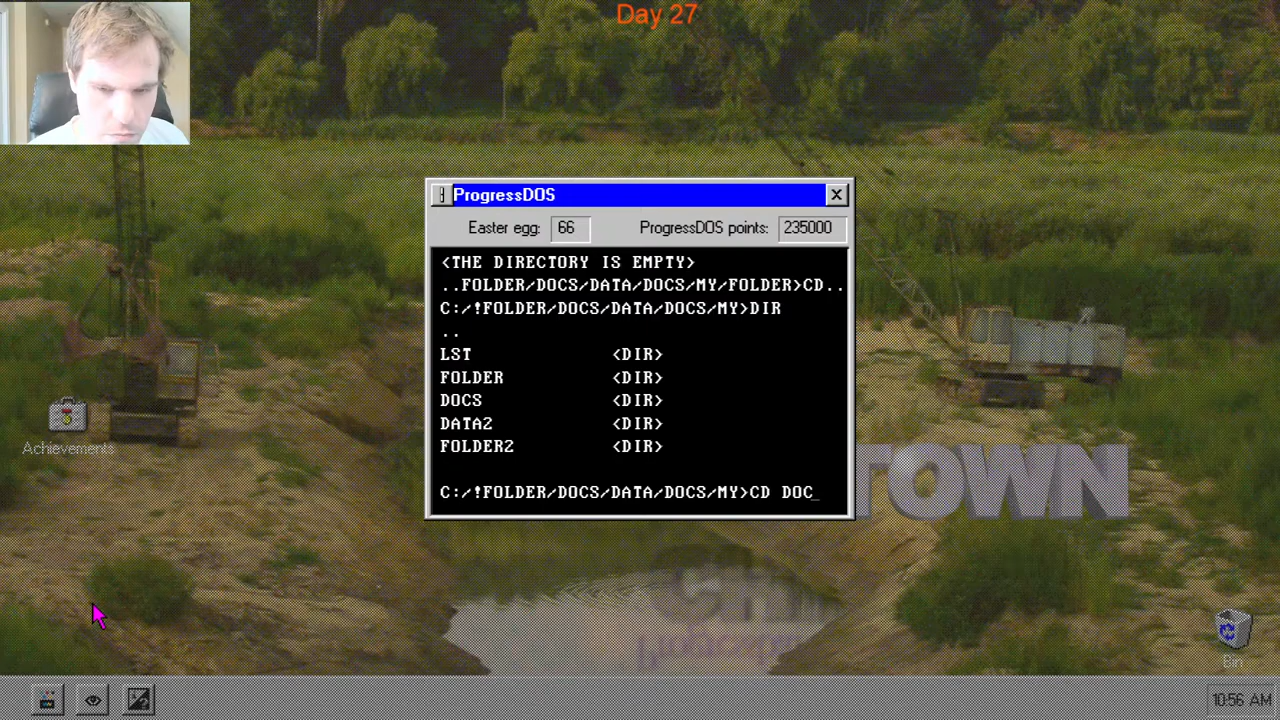 Day 27
ProgressDOS
Easter egg: 66 ProgressDOS points: 235000
<THE DIRECTORY IS EMPTY>
..FOLDER/DOCS/DATA/DOCS/MY/FOLDER>CD..
C:/!FOLDER/DOCS/DATA/DOCS/MY>DIR
..
LST <DIR>
FOLDER <DIR>
DOCS <DIR>
DATA2 <DIR>
FOLDER2 <DIR>
C:/!FOLDER/DOCS/DATA/DOCS/MY>CD DOC_
Achievements
TOWN
Bin
10:56 AM